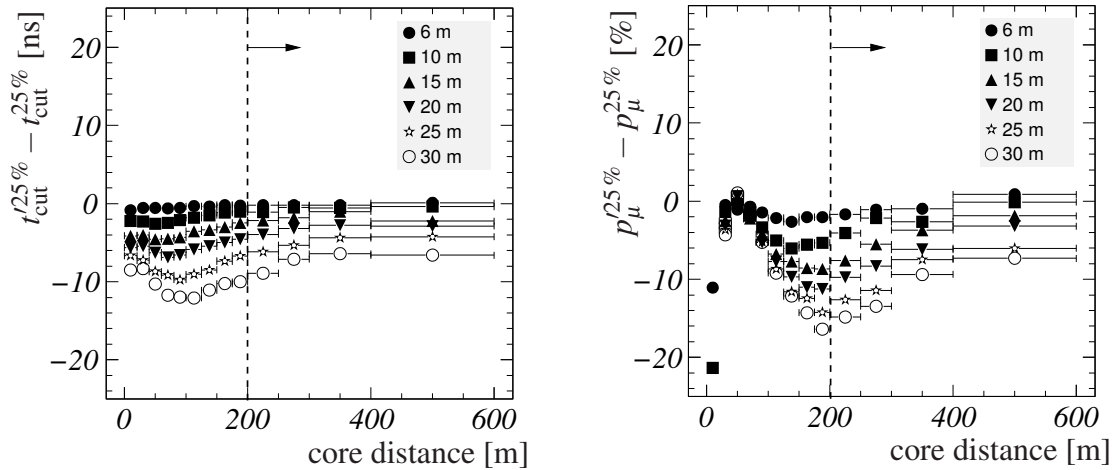 t′²⁵%cut − t²⁵%cut [ns]
20
10
0
−10
−20
6 m
10 m
15 m
20 m
25 m
30 m
0 200 400 600
core distance [m]
p′²⁵%μ − p²⁵%μ [%]
20
10
0
−10
−20
6 m
10 m
15 m
20 m
25 m
30 m
0 200 400 600
core distance [m]